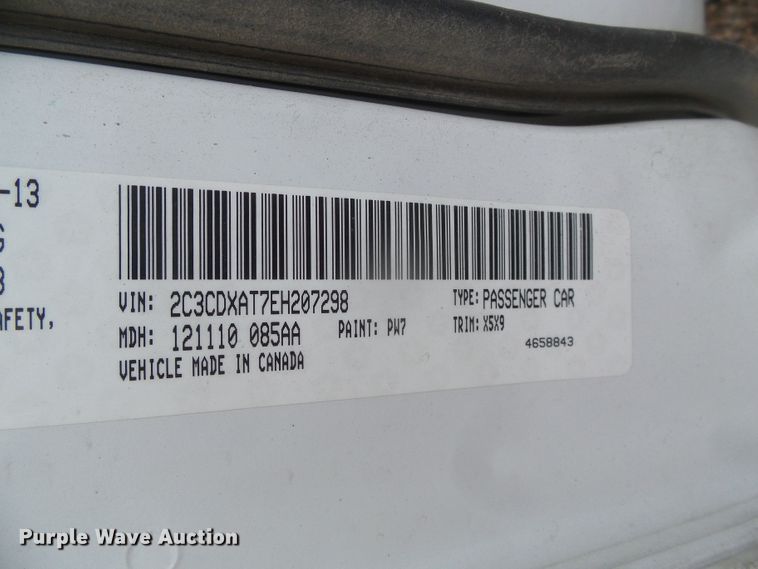 -13
G
3
AFETY,
VIN: 2C3CDXAT7EH207298 TYPE: PASSENGER CAR
MDH: 121110 085AA PAINT: PW7 TRIM: X5X9
VEHICLE MADE IN CANADA 4658843
Purple Wave Auction